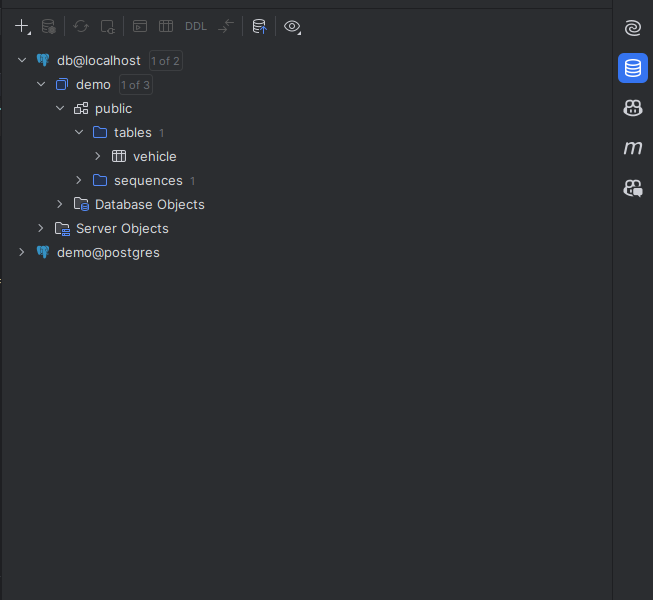 DDL
db@localhost 1 of 2
demo 1 of 3
public
tables 1
vehicle
sequences 1
Database Objects
Server Objects
demo@postgres
m